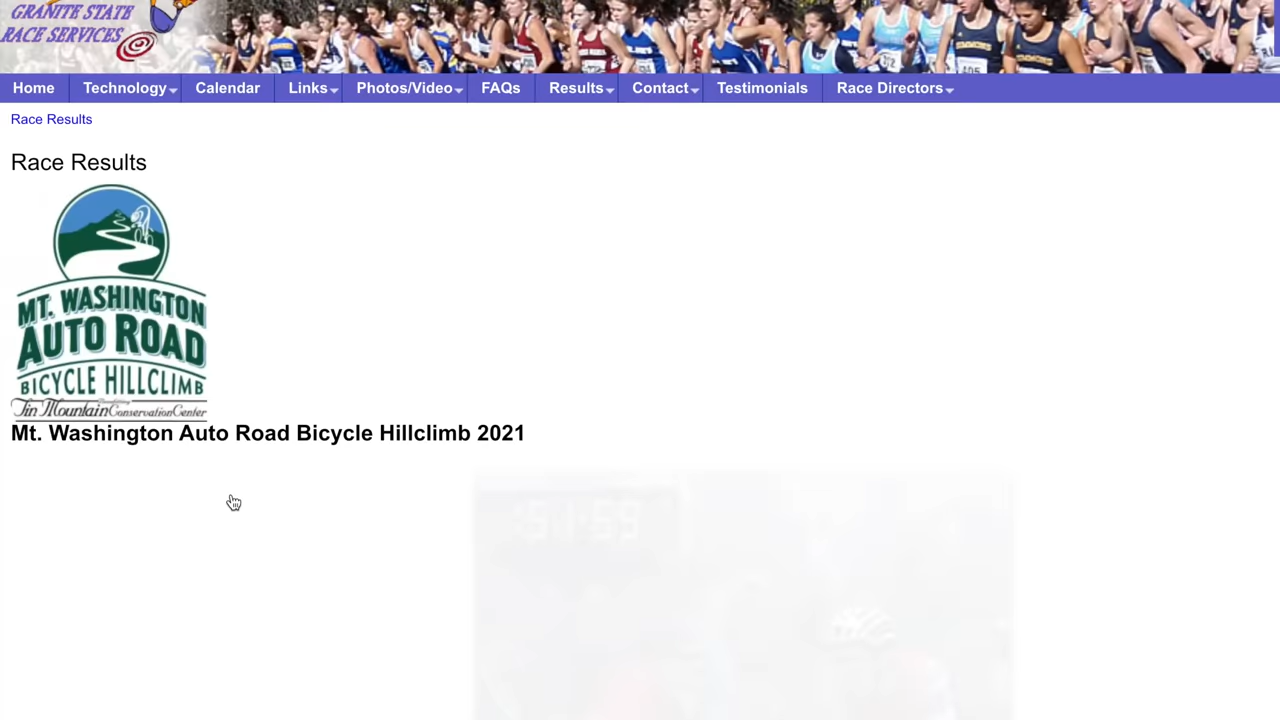 GRANITE STATE
RACE SERVICES
Home Technology Calendar Links Photos/Video FAQs Results Contact Testimonials Race Directors
Race Results
Race Results
MT. WASHINGTON
AUTO ROAD
BICYCLE HILLCLIMB
Tin Mountain Conservation Center
Mt. Washington Auto Road Bicycle Hillclimb 2021